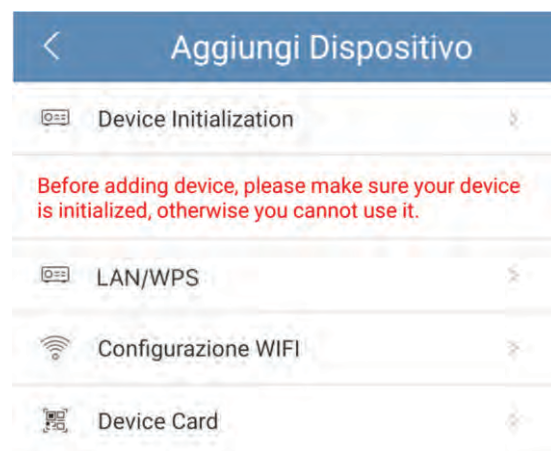 Aggiungi Dispositivo
Device Initialization
Before adding device, please make sure your device
is initialized, otherwise you cannot use it.
LAN/WPS
Configurazione WIFI
Device Card